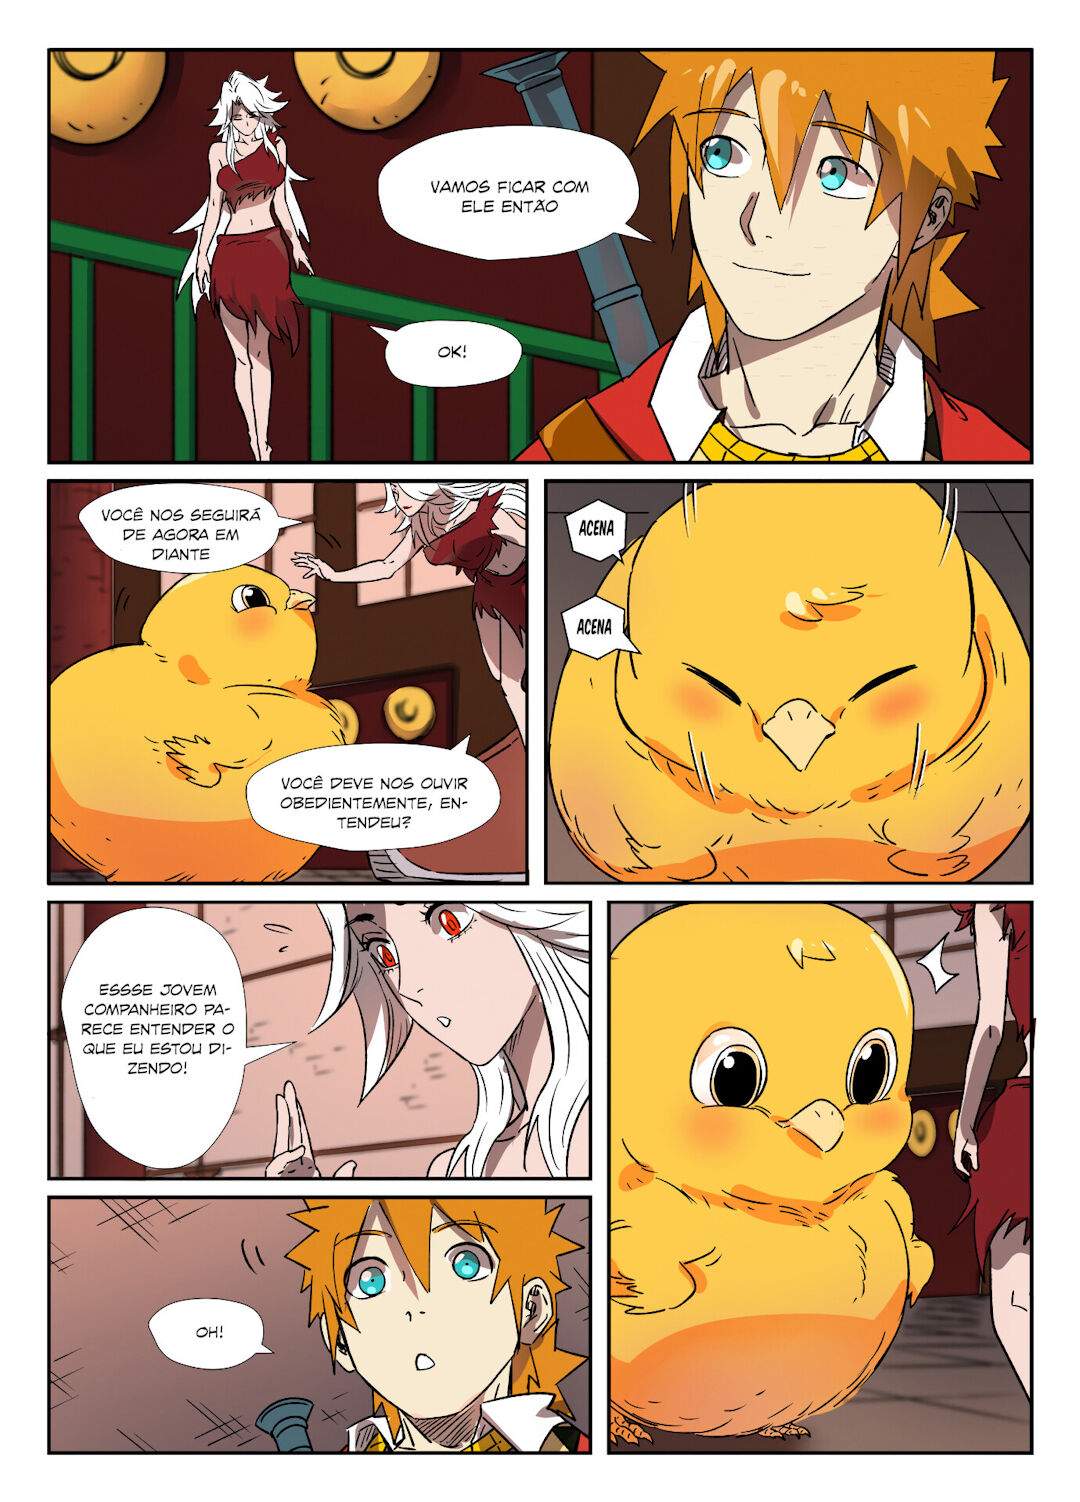 VAMOS FICAR COM
ELE ENTÃO
OK!
VOCÊ NOS SEGUIRÁ
DE AGORA EM
DIANTE
VOCÊ DEVE NOS OUVIR
OBEDIENTEMENTE, EN-
TENDEU?
ACENA
ACENA
ESSSE JOVEM
COMPANHEIRO PA-
RECE ENTENDER O
QUE EU ESTOU DI-
ZENDO!
OH!